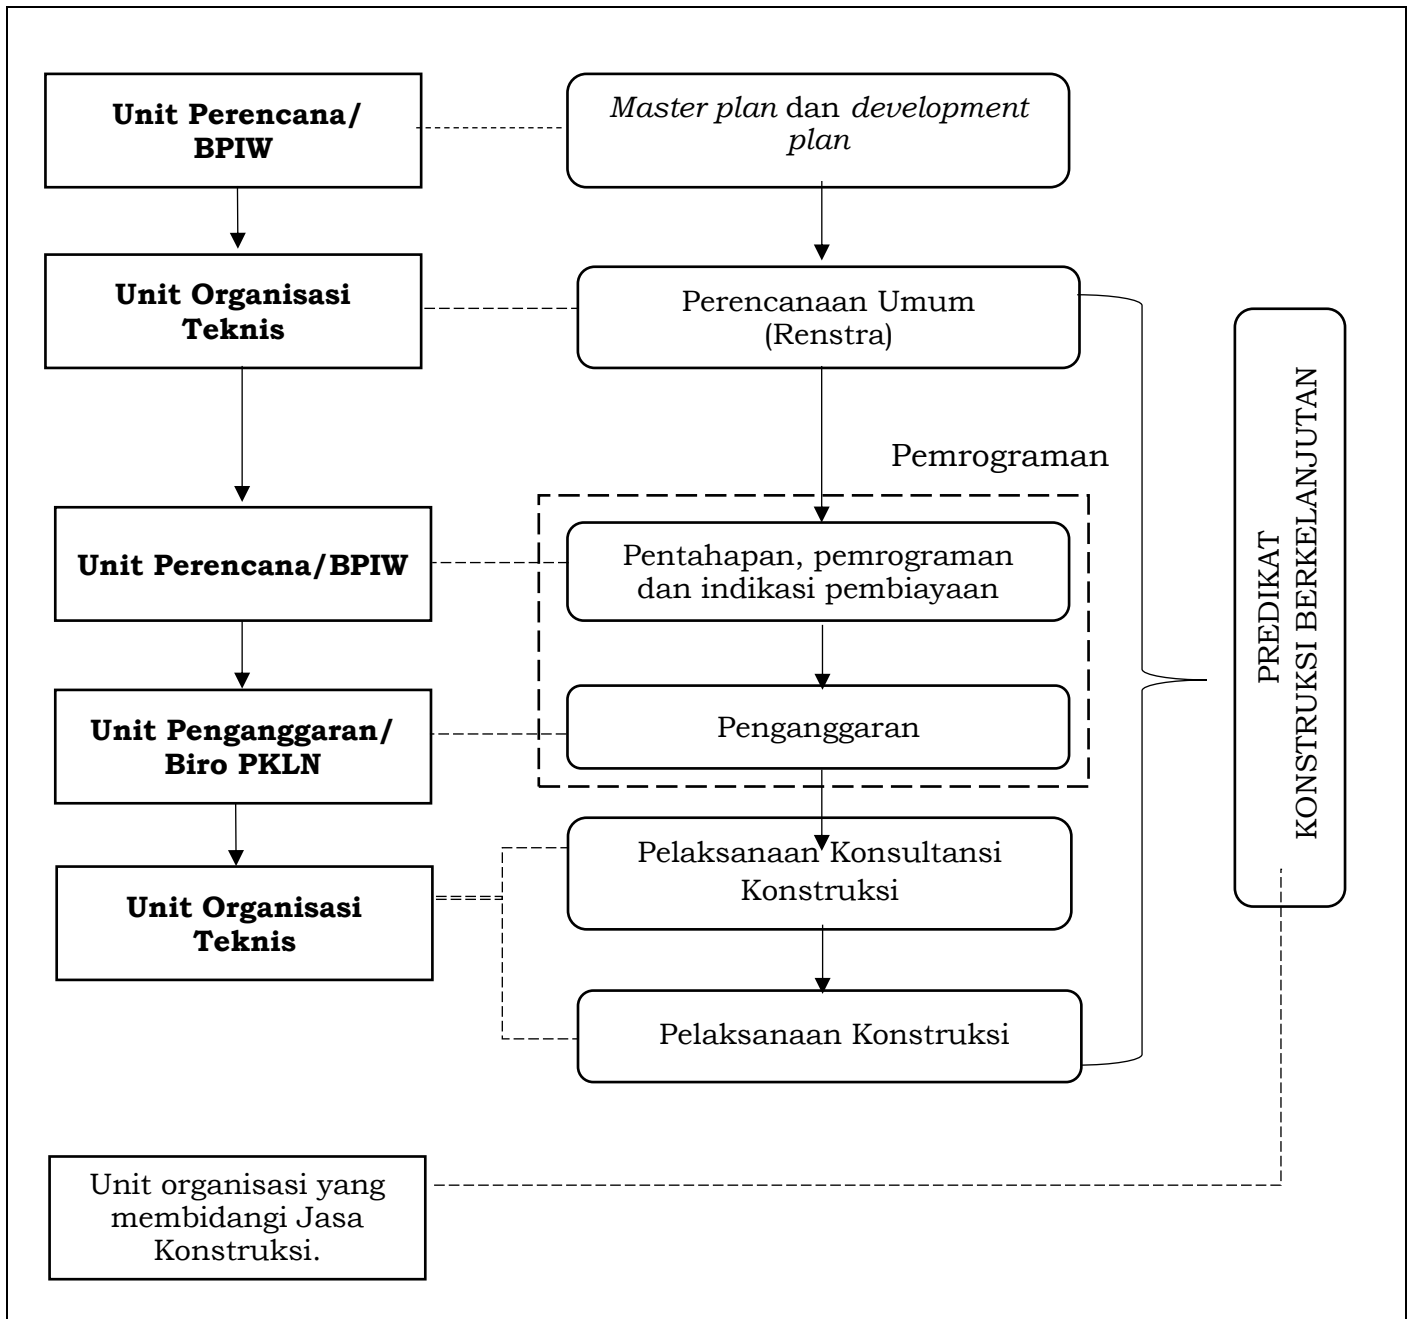 Unit Perencana/
BPIW
Master plan dan development
plan
Unit Organisasi
Teknis
Perencanaan Umum
(Renstra)
Pemrograman
Unit Perencana/BPIW
Pentahapan, pemrograman
dan indikasi pembiayaan
Unit Penganggaran/
Biro PKLN
Penganggaran
Unit Organisasi
Teknis
Pelaksanaan Konsultansi
Konstruksi
Pelaksanaan Konstruksi
PREDIKAT
KONSTRUKSI BERKELANJUTAN
Unit organisasi yang
membidangi Jasa
Konstruksi.